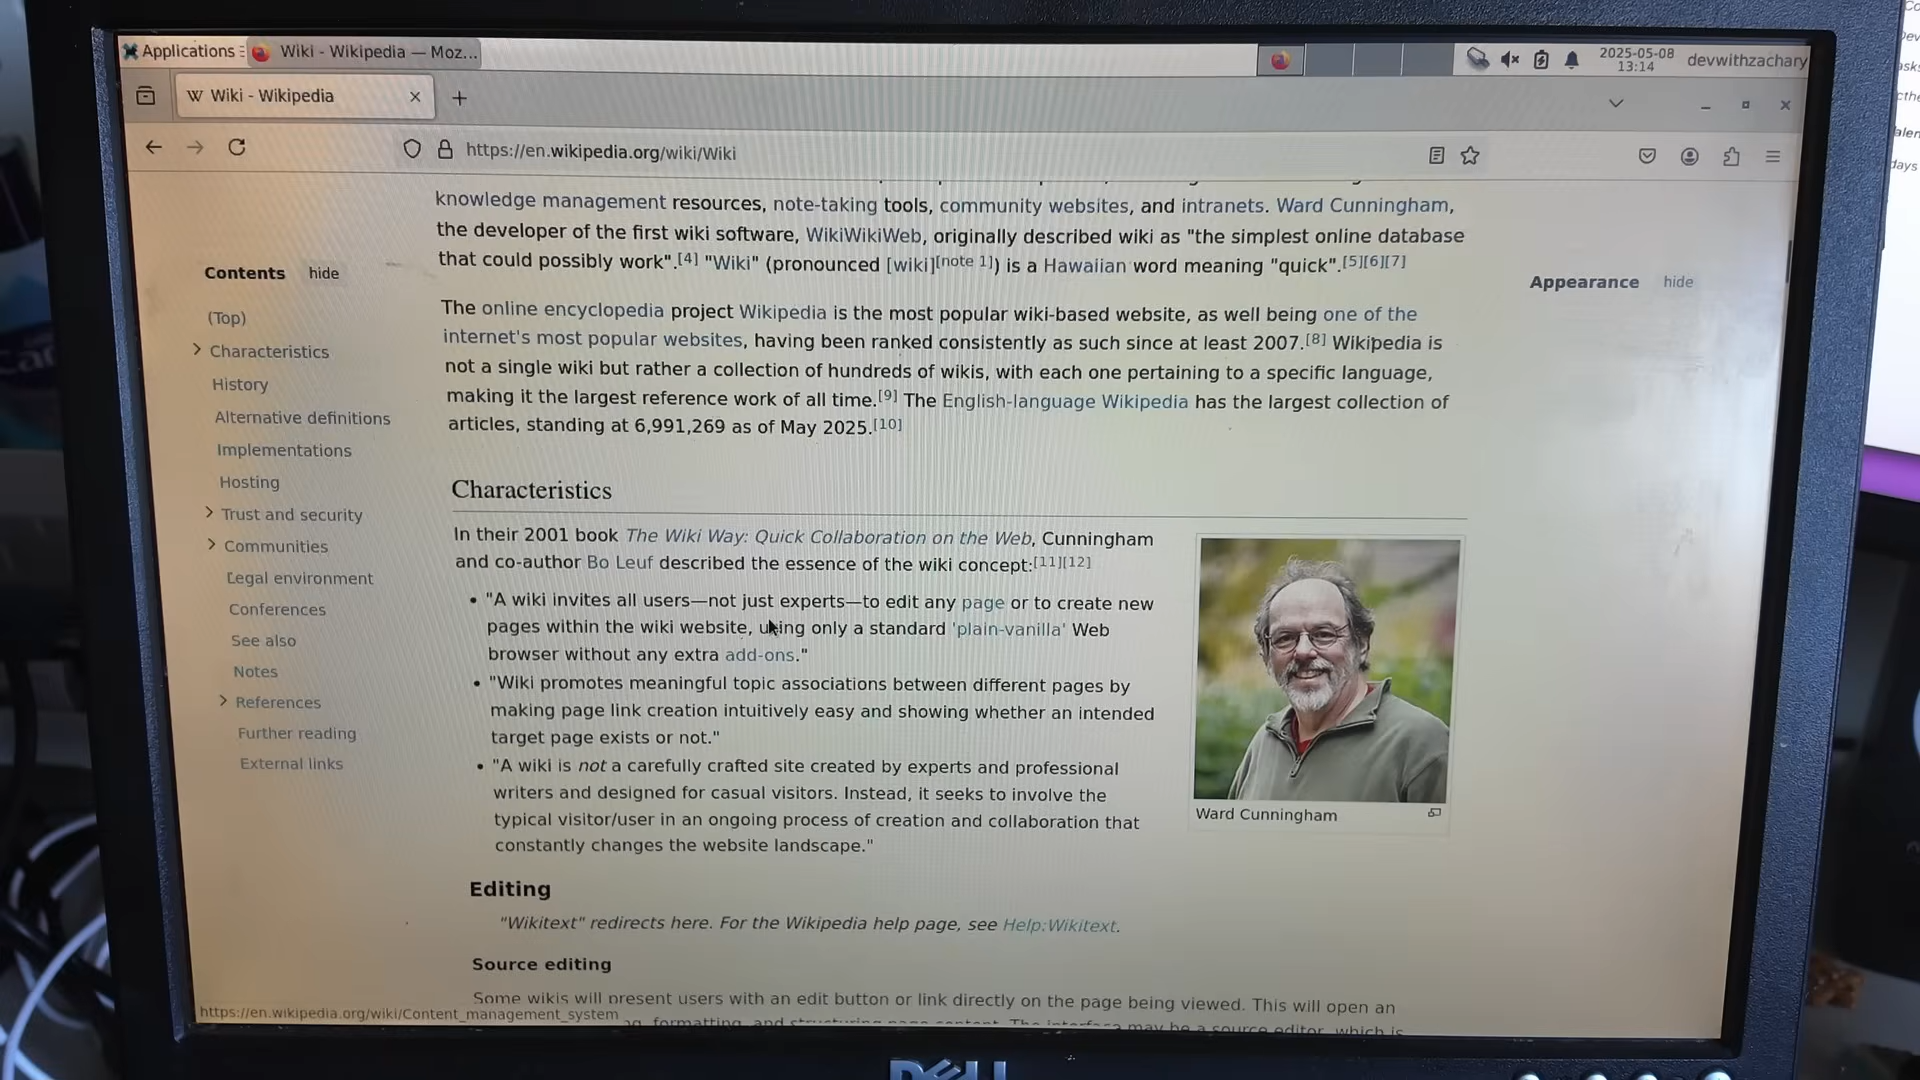 Applications
Wiki - Wikipedia — Moz...
2025-05-08
13:14
devwithzachary
Wiki - Wikipedia
https://en.wikipedia.org/wiki/Wiki
knowledge management resources, note-taking tools, community websites, and intranets. Ward Cunningham,
the developer of the first wiki software, WikiWikiWeb, originally described wiki as "the simplest online database
that could possibly work".[4] "Wiki" (pronounced [wiki][note 1]) is a Hawaiian word meaning "quick".[5][6][7]
The online encyclopedia project Wikipedia is the most popular wiki-based website, as well being one of the
internet's most popular websites, having been ranked consistently as such since at least 2007.[8] Wikipedia is
not a single wiki but rather a collection of hundreds of wikis, with each one pertaining to a specific language,
making it the largest reference work of all time.[9] The English-language Wikipedia has the largest collection of
articles, standing at 6,991,269 as of May 2025.[10]
Contents hide
(Top)
Characteristics
History
Alternative definitions
Implementations
Hosting
Trust and security
Communities
Legal environment
Conferences
See also
Notes
References
Further reading
External links
Appearance hide
Characteristics
In their 2001 book The Wiki Way: Quick Collaboration on the Web, Cunningham
and co-author Bo Leuf described the essence of the wiki concept:[11][12]
• "A wiki invites all users—not just experts—to edit any page or to create new
pages within the wiki website, using only a standard 'plain-vanilla' Web
browser without any extra add-ons."
• "Wiki promotes meaningful topic associations between different pages by
making page link creation intuitively easy and showing whether an intended
target page exists or not."
• "A wiki is not a carefully crafted site created by experts and professional
writers and designed for casual visitors. Instead, it seeks to involve the
typical visitor/user in an ongoing process of creation and collaboration that
constantly changes the website landscape."
Ward Cunningham
Editing
"Wikitext" redirects here. For the Wikipedia help page, see Help:Wikitext.
Source editing
Some wikis will present users with an edit button or link directly on the page being viewed. This will open an
formatting, and structuring page content. The interface may be a source editor, which is
https://en.wikipedia.org/wiki/Content_management_system
DELL